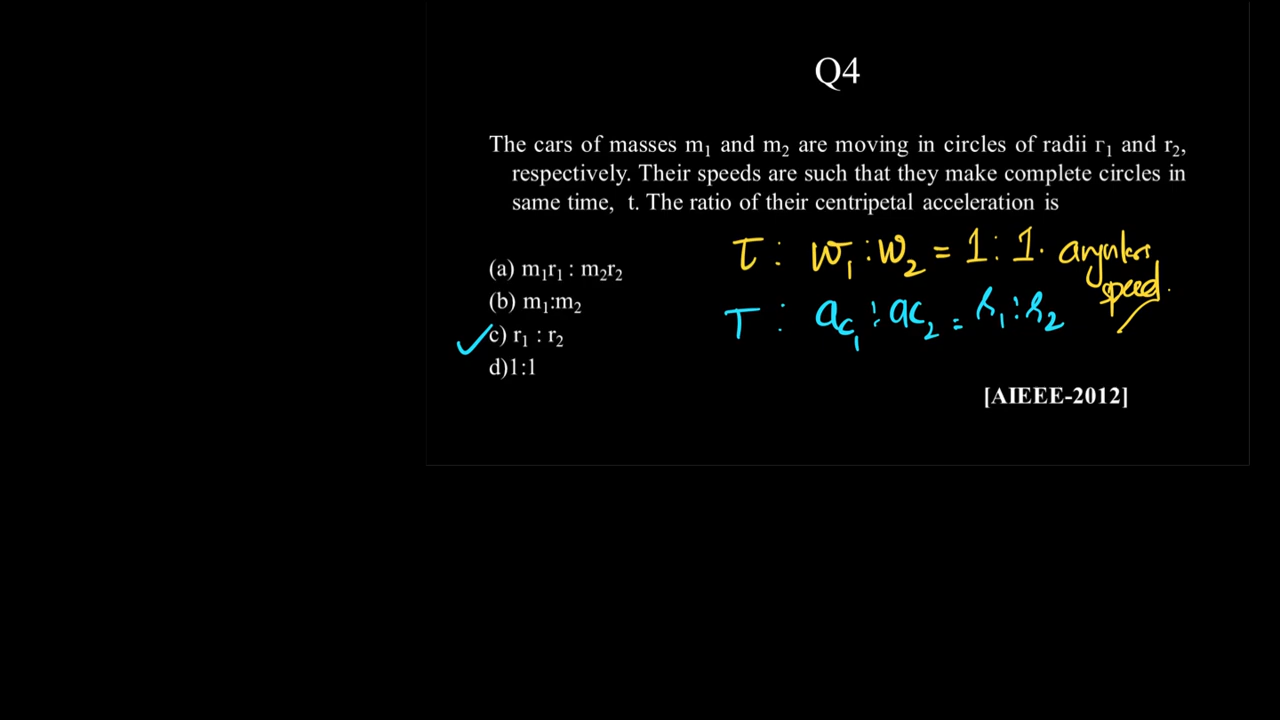 Q4
The cars of masses m₁ and m₂ are moving in circles of radii r₁ and r₂,
respectively. Their speeds are such that they make complete circles in
same time, t. The ratio of their centripetal acceleration is
(a) m₁r₁ : m₂r₂
(b) m₁:m₂
c) r₁ : r₂
d)1:1
T : ω₁ : ω₂ = 1 : 1. angular
speed.
T : ac₁ : ac₂ = r₁ : r₂
[AIEEE-2012]